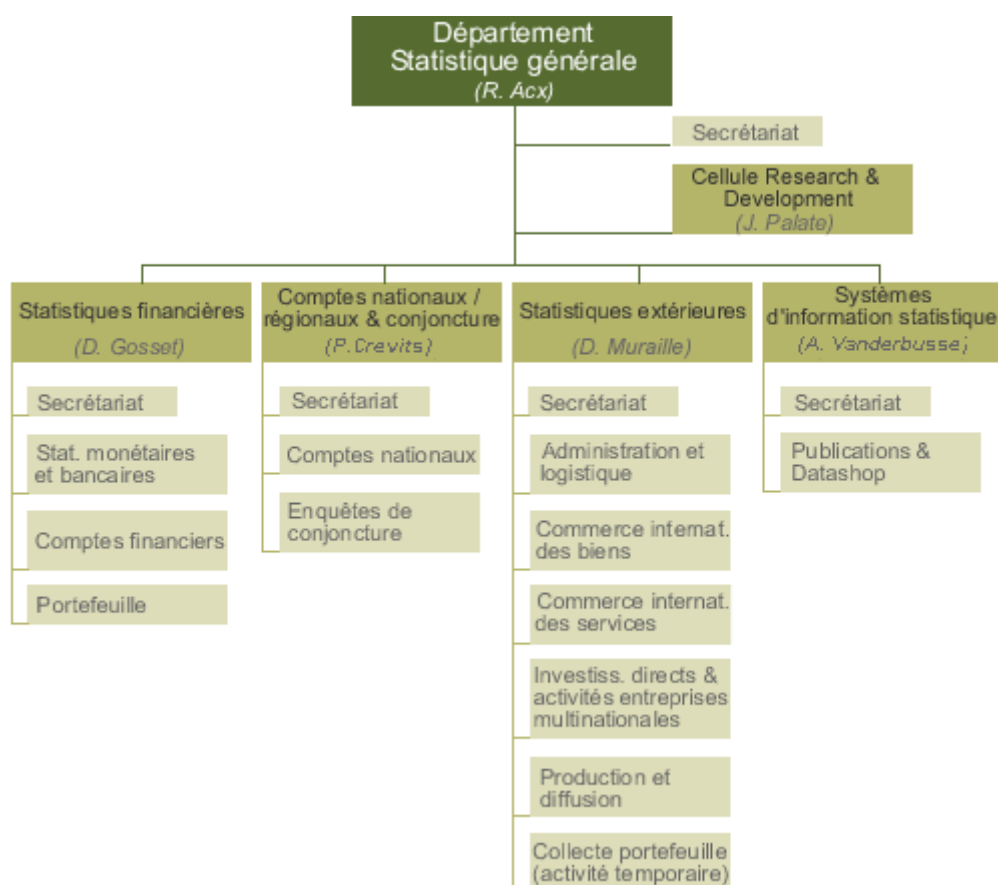 Département
Statistique générale
(R. Acx)
Secrétariat
Cellule Research &
Development
(J. Palate)
Statistiques financières
(D. Gosset)
Secrétariat
Stat. monétaires
et bancaires
Comptes financiers
Portefeuille
Comptes nationaux /
régionaux & conjoncture
(P.Crevits)
Secrétariat
Comptes nationaux
Enquêtes de
conjoncture
Statistiques extérieures
(D. Muraille)
Secrétariat
Administration et
logistique
Commerce internat.
des biens
Commerce internat.
des services
Investiss. directs &
activités entreprises
multinationales
Production et
diffusion
Collecte portefeuille
(activité temporaire)
Systèmes
d'information statistique
(A. Vanderbusse)
Secrétariat
Publications &
Datashop